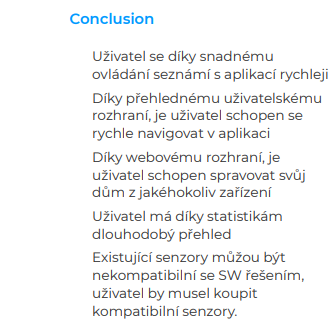 Conclusion
Uživatel se díky snadnému
ovládání seznámí s aplikací rychleji
Díky přehlednému uživatelskému
rozhraní, je uživatel schopen se
rychle navigovat v aplikaci
Díky webovému rozhraní, je
uživatel schopen spravovat svůj
dům z jakéhokoliv zařízení
Uživatel má díky statistikám
dlouhodobý přehled
Existující senzory můžou být
nekompatibilní se SW řešením,
uživatel by musel koupit
kompatibilní senzory.